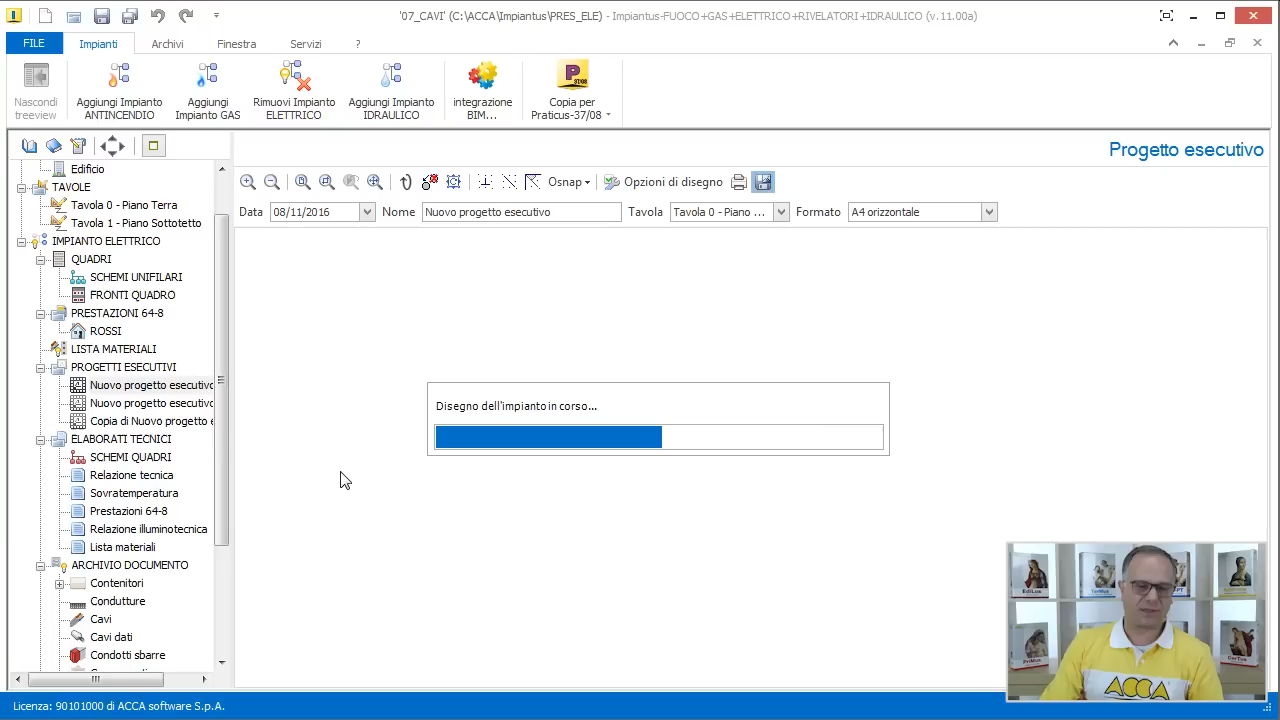 '07_CAVI' (C:\ACCA\Impiantus\PRES_ELE) - Impiantus-FUOCO+GAS+ELETTRICO+RIVELATORI+IDRAULICO (v.11.00a)
FILE Impianti Archivi Finestra Servizi ?
Nascondi treeview
Aggiungi Impianto ANTINCENDIO
Aggiungi Impianto GAS
Rimuovi Impianto ELETTRICO
Aggiungi Impianto IDRAULICO
integrazione BIM...
Copia per Praticus-37/08
Progetto esecutivo
Osnap Opzioni di disegno
Data 08/11/2016 Nome Nuovo progetto esecutivo Tavola Tavola 0 - Piano ... Formato A4 orizzontale
Edificio
TAVOLE
Tavola 0 - Piano Terra
Tavola 1 - Piano Sottotetto
IMPIANTO ELETTRICO
QUADRI
SCHEMI UNIFILARI
FRONTI QUADRO
PRESTAZIONI 64-8
ROSSI
LISTA MATERIALI
PROGETTI ESECUTIVI
Nuovo progetto esecutivo
Nuovo progetto esecutivo
Copia di Nuovo progetto e
ELABORATI TECNICI
SCHEMI QUADRI
Relazione tecnica
Sovratemperatura
Prestazioni 64-8
Relazione illuminotecnica
Lista materiali
ARCHIVIO DOCUMENTO
Contenitori
Condutture
Cavi
Cavi dati
Condotti sbarre
Disegno dell'impianto in corso...
EdiLus
TerMus
PriMus
CerTus
ACCA
Licenza: 90101000 di ACCA software S.p.A.